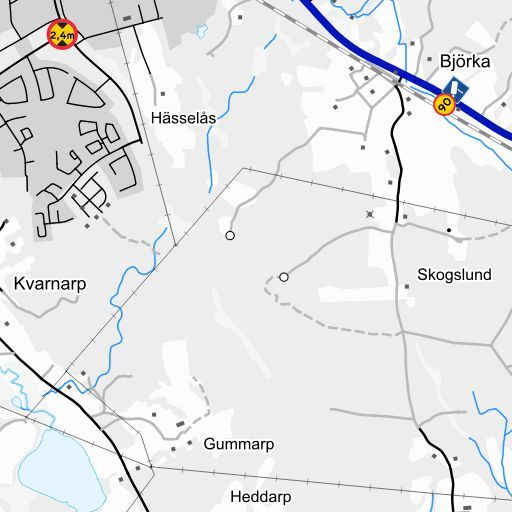 2,4m
Björka
90
Hässelås
Skogslund
Kvarnarp
Gummarp
Heddarp